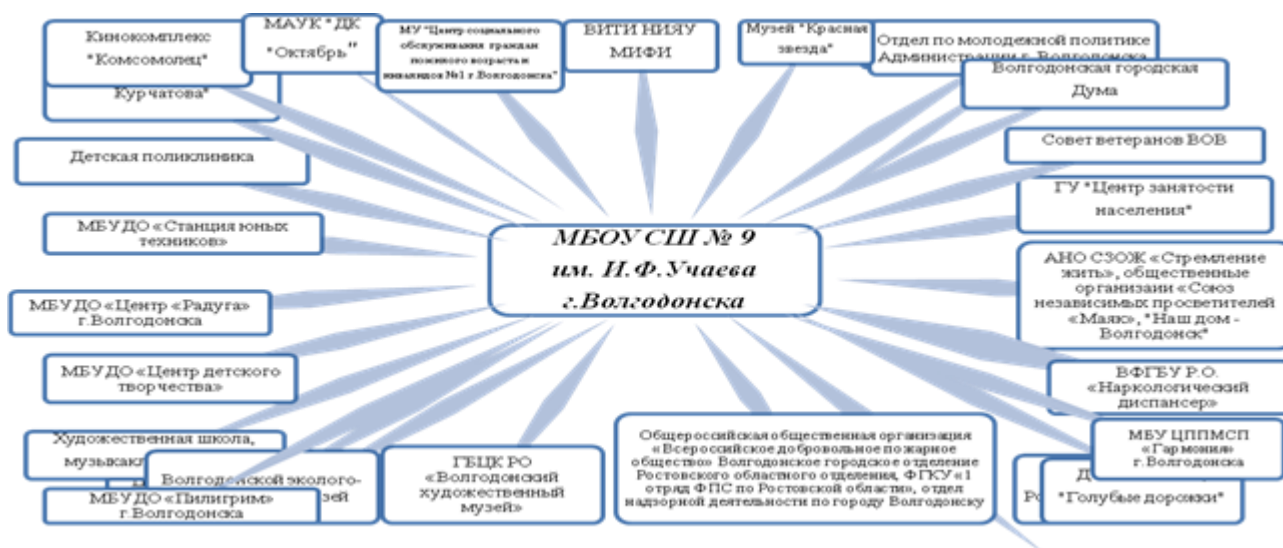 Кинокомплекс
"Комсомолец"
Курчатова"
МАУК "ДК
"Октябрь"
МУ "Центр социального
обслуживания граждан
пожилого возраста и
инвалидов №1 г.Волгодонска"
ВИТИ НИЯУ
МИФИ
Музей "Красная
звезда"
Отдел по молодежной политике
Администрации г. Волгодонска
Волгодонская городская
Дума
Детская поликлиника
Совет ветеранов ВОВ
МБУДО «Станция юных
техников»
ГУ "Центр занятости
населения"
МБОУ СШ № 9
им. И.Ф.Учаева
г.Волгодонска
АНО СЗОЖ «Стремление
жить», общественные
организаии «Союз
независимых просветителей
«Маяк», "Наш дом -
Волгодонск"
МБУДО «Центр «Радуга»
г.Волгодонска
МБУДО «Центр детского
творчества»
ВФГБУ Р.О.
«Наркологический
диспансер»
Художественная школа,
Волгодонской эколого-
МБУДО «Пилигрим»
г.Волгодонска
ГБЦК РО
«Волгодонский
художественный
музей»
Общероссийская общественная организация
«Всероссийское добровольное пожарное
общество» Волгодонское городское отделение
Ростовского областного отделения, ФГКУ «1
отряд ФПС по Ростовской области», отдел
надзорной деятельности по городу Волгодонску
МБУ ЦППМСП
«Гармония»
г.Волгодонска
"Голубые дорожки"